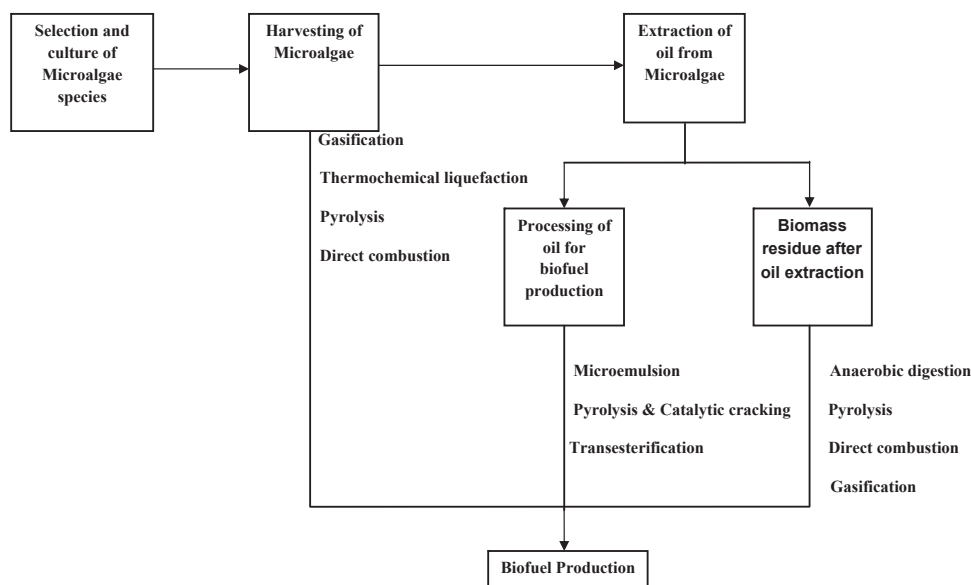 Selection and
culture of
Microalgae
species
Harvesting of
Microalgae
Extraction of
oil from
Microalgae
Gasification
Thermochemical liquefaction
Pyrolysis
Direct combustion
Processing of
oil for
biofuel
production
Biomass
residue after
oil extraction
Microemulsion
Pyrolysis & Catalytic cracking
Transesterification
Anaerobic digestion
Pyrolysis
Direct combustion
Gasification
Biofuel Production